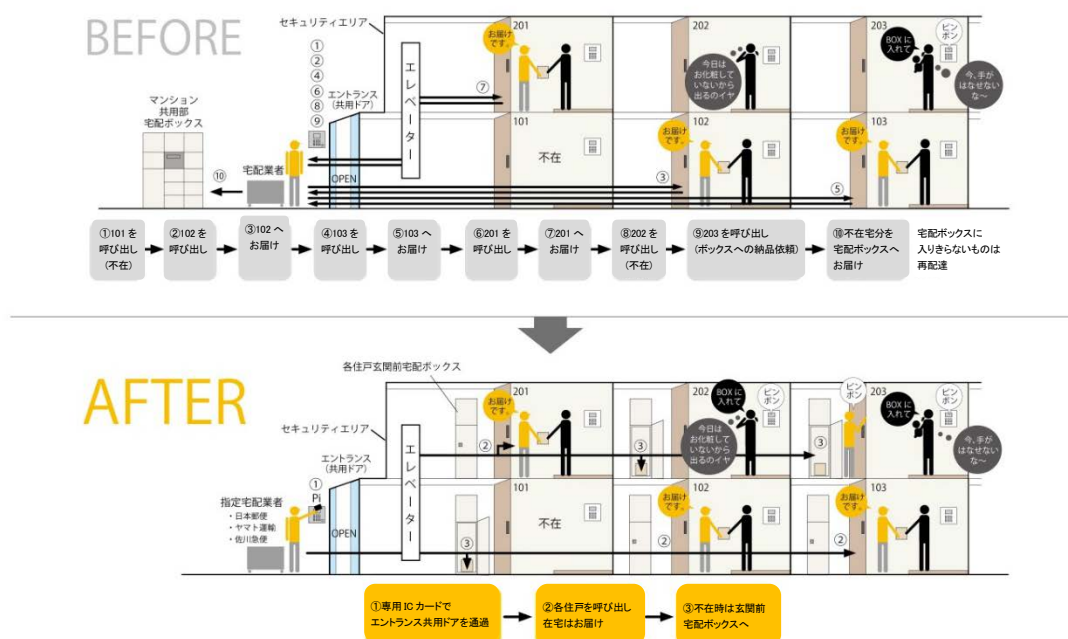 BEFORE
セキュリティエリア
①
②
④
⑥
⑧
⑨
エントランス
(共用ドア)
エレベーター
マンション
共用部
宅配ボックス
宅配業者
⑩
OPEN
⑦
201
お届け
です。
202
今日は
お化粧して
いないから
出るのイヤ
203
BOXに
入れて
ピン
ポン
今、手が
はなせない
な〜
101
不在
102
お届け
です。
③
103
お届け
です。
⑤
①101を
呼び出し
(不在)
②102を
呼び出し
③102へ
お届け
④103を
呼び出し
⑤103へ
お届け
⑥201を
呼び出し
⑦201へ
お届け
⑧202を
呼び出し
(不在)
⑨203を呼び出し
(ボックスへの納品依頼)
⑩不在宅分を
宅配ボックスへ
お届け
宅配ボックスに
入りきらないものは
再配達
AFTER
各住戸玄関前宅配ボックス
セキュリティエリア
エントランス
(共用ドア)
エレベーター
①
Pi
指定宅配業者
・日本郵便
・ヤマト運輸
・佐川急便
OPEN
201
お届け
です。
②
202
BOXに
入れて
ピン
ポン
今日は
お化粧して
いないから
出るのイヤ
③
203
ピン
ポン
BOXに
入れて
ピン
ポン
今、手が
はなせない
な〜
③
101
不在
③
102
お届け
です。
②
103
お届け
です。
②
①専用ICカードで
エントランス共用ドアを通過
②各住戸を呼び出し
在宅はお届け
③不在時は玄関前
宅配ボックスへ